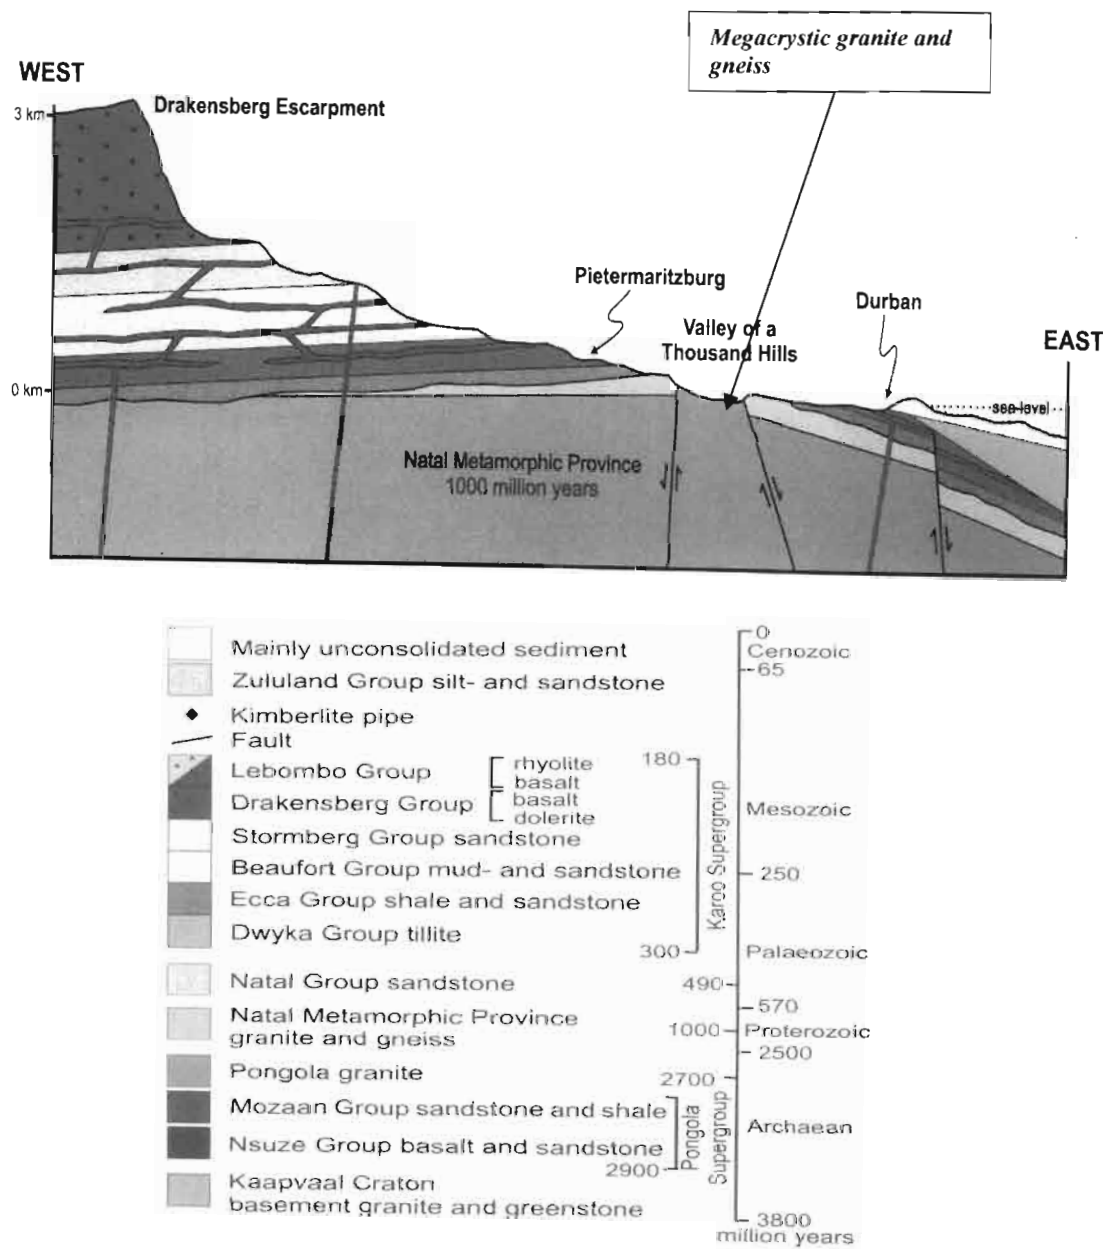 Megacrystic granite and
gneiss
WEST
Drakensberg Escarpment
3 km
Pietermaritzburg
Durban
Valley of a
Thousand Hills
EAST
0 km
sea level
Natal Metamorphic Province
1000 million years
Mainly unconsolidated sediment
Zululand Group silt- and sandstone
Kimberlite pipe
Fault
Lebombo Group
rhyolite
basalt
Drakensberg Group
basalt
dolerite
Stormberg Group sandstone
Beaufort Group mud- and sandstone
Ecca Group shale and sandstone
Dwyka Group tillite
Natal Group sandstone
Natal Metamorphic Province
granite and gneiss
Pongola granite
Mozaan Group sandstone and shale
Nsuze Group basalt and sandstone
Kaapvaal Craton
basement granite and greenstone
180
300
Karoo Supergroup
490
1000
2700
2900
Pongola
Supergroup
0
Cenozoic
65
Mesozoic
250
Palaeozoic
570
Proterozoic
2500
Archaean
3800
million years